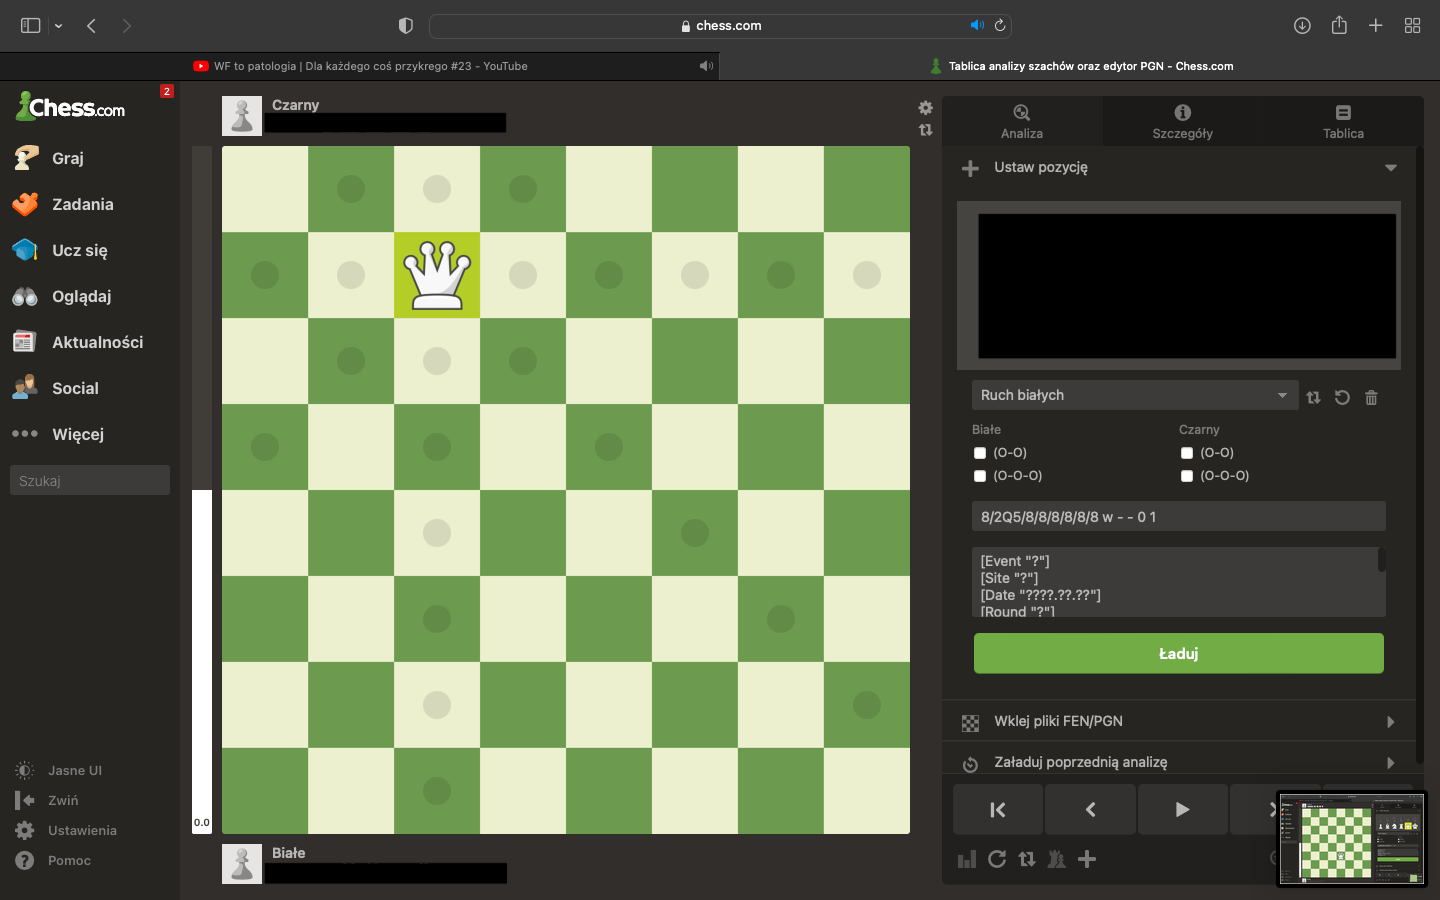 chess.com
WF to patologia | Dla każdego coś przykrego #23 - YouTube
Tablica analizy szachów oraz edytor PGN - Chess.com
Chess.com
2
Graj
Zadania
Ucz się
Oglądaj
Aktualności
Social
Więcej
Szukaj
Jasne UI
Zwiń
Ustawienia
Pomoc
Czarny
0.0
Białe
Analiza
Szczegóły
Tablica
Ustaw pozycję
Ruch białych
Białe
Czarny
(O-O)
(O-O)
(O-O-O)
(O-O-O)
8/2Q5/8/8/8/8/8/8 w - - 0 1
[Event "?"]
[Site "?"]
[Date "????.??.??"]
[Round "?"]
Ładuj
Wklej pliki FEN/PGN
Załaduj poprzednią analizę